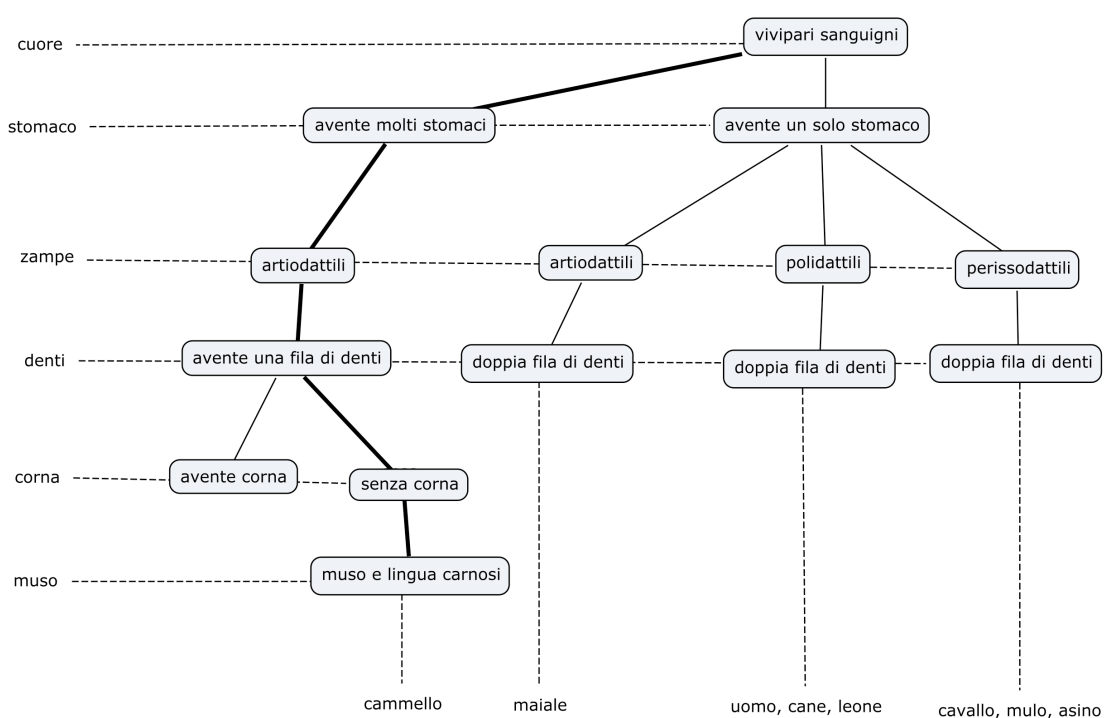 cuore
vivipari sanguigni
stomaco
avente molti stomaci
avente un solo stomaco
zampe
artiodattili
artiodattili
polidattili
perissodattili
denti
avente una fila di denti
doppia fila di denti
doppia fila di denti
doppia fila di denti
corna
avente corna
senza corna
muso
muso e lingua carnosi
cammello
maiale
uomo, cane, leone
cavallo, mulo, asino